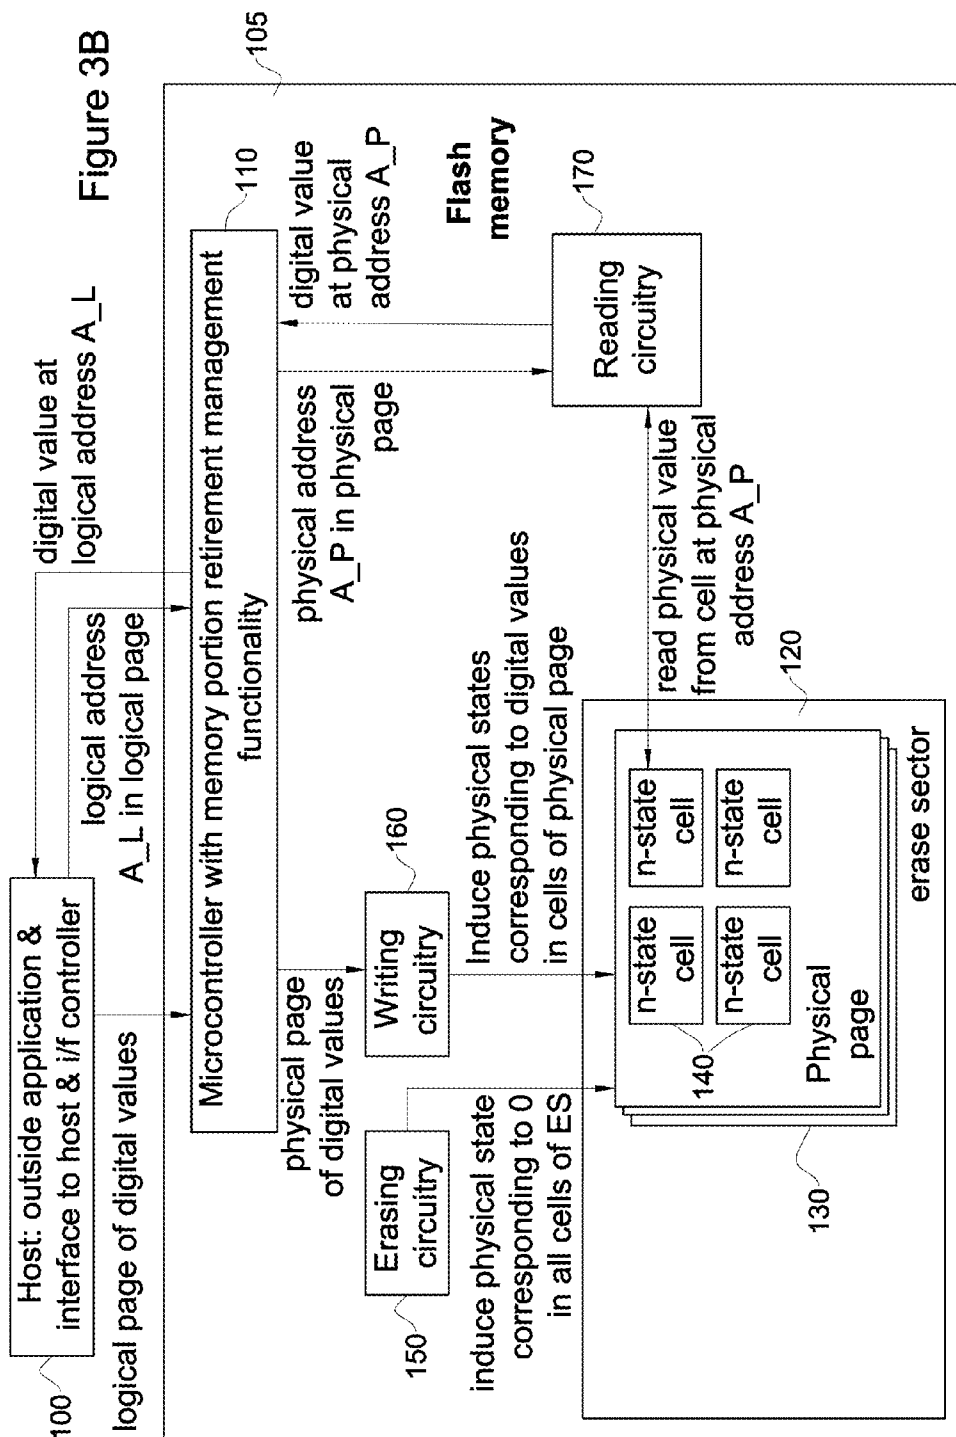 Figure 3B
100
Host: outside application &
interface to host & i/f controller
logical page of digital values
logical address
A_L in logical page
digital value at
logical address A_L
105
110
Microcontroller with memory portion retirement management
functionality
physical page
of digital values
physical address
A_P in physical
page
digital value
at physical
address A_P
Flash
memory
150
Erasing
circuitry
160
Writing
circuitry
170
Reading
circuitry
induce physical state
corresponding to 0
in all cells of ES
Induce physical states
corresponding to digital values
in cells of physical page
read physical value
from cell at physical
address A_P
120
n-state
cell
n-state
cell
n-state
cell
n-state
cell
140
Physical
page
130
erase sector